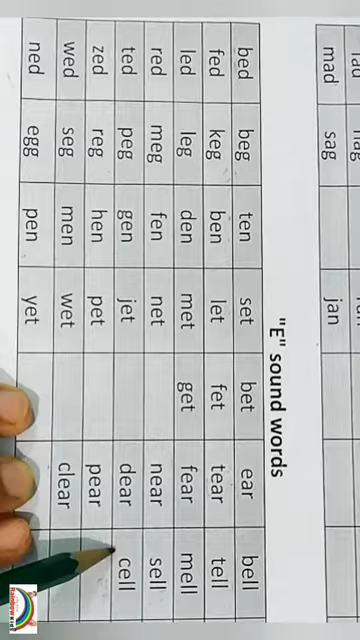 mad sag jan
"E" sound words
bed beg ten set bet ear bell
fed keg ben let fet tear tell
led leg den met get fear mell
red meg fen net near sell
ted peg gen jet dear cell
zed reg hen pet pear
wed seg men wet clear
ned egg pen yet